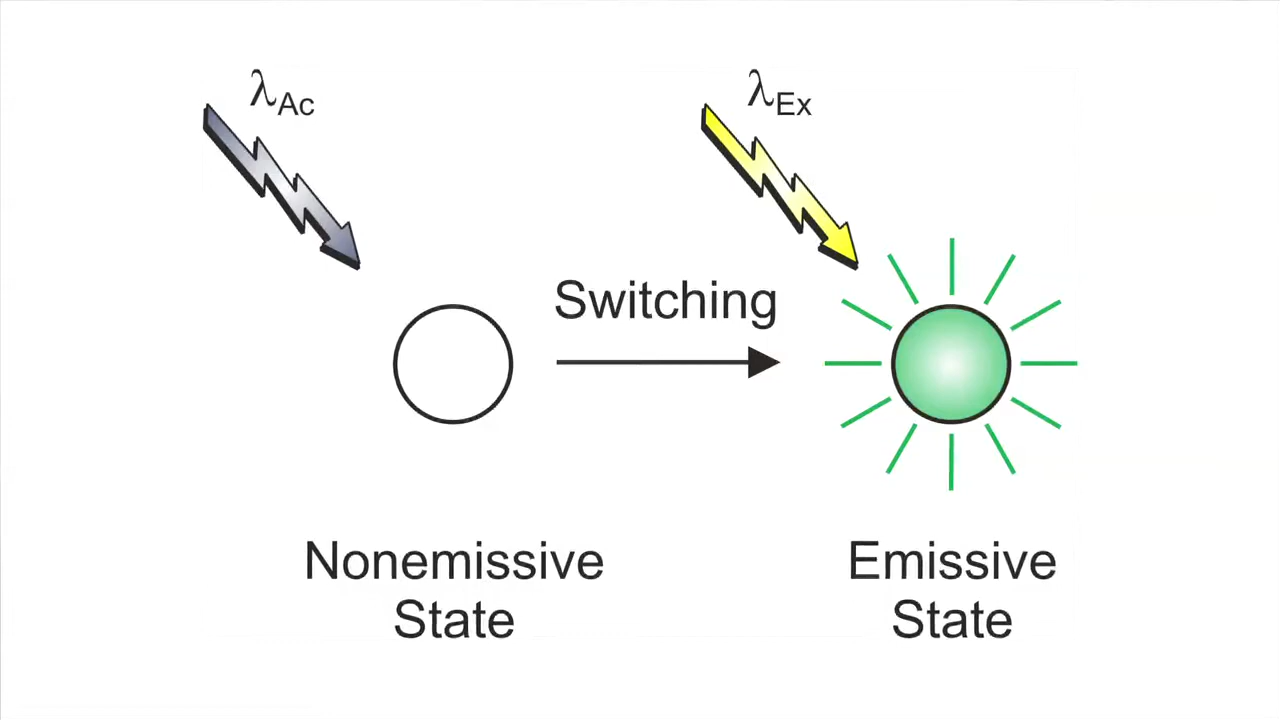 λAc
λEx
Switching
Nonemissive
State
Emissive
State